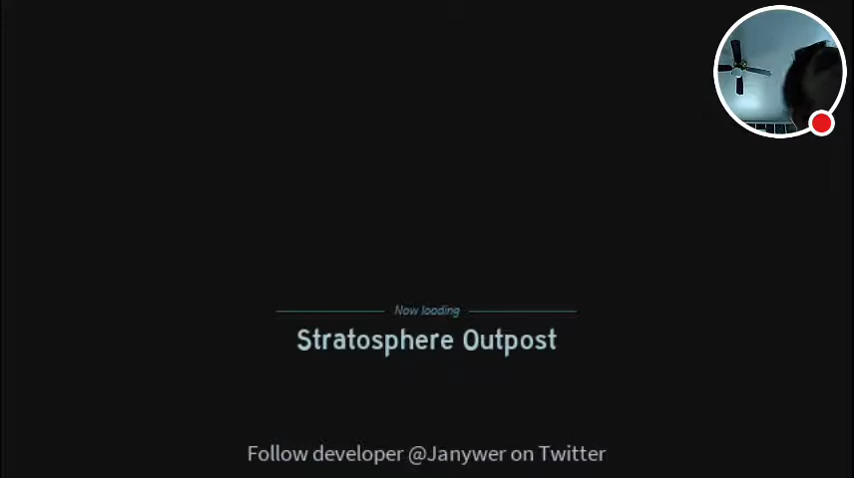 Now loading
Stratosphere Outpost
Follow developer @Janywer on Twitter